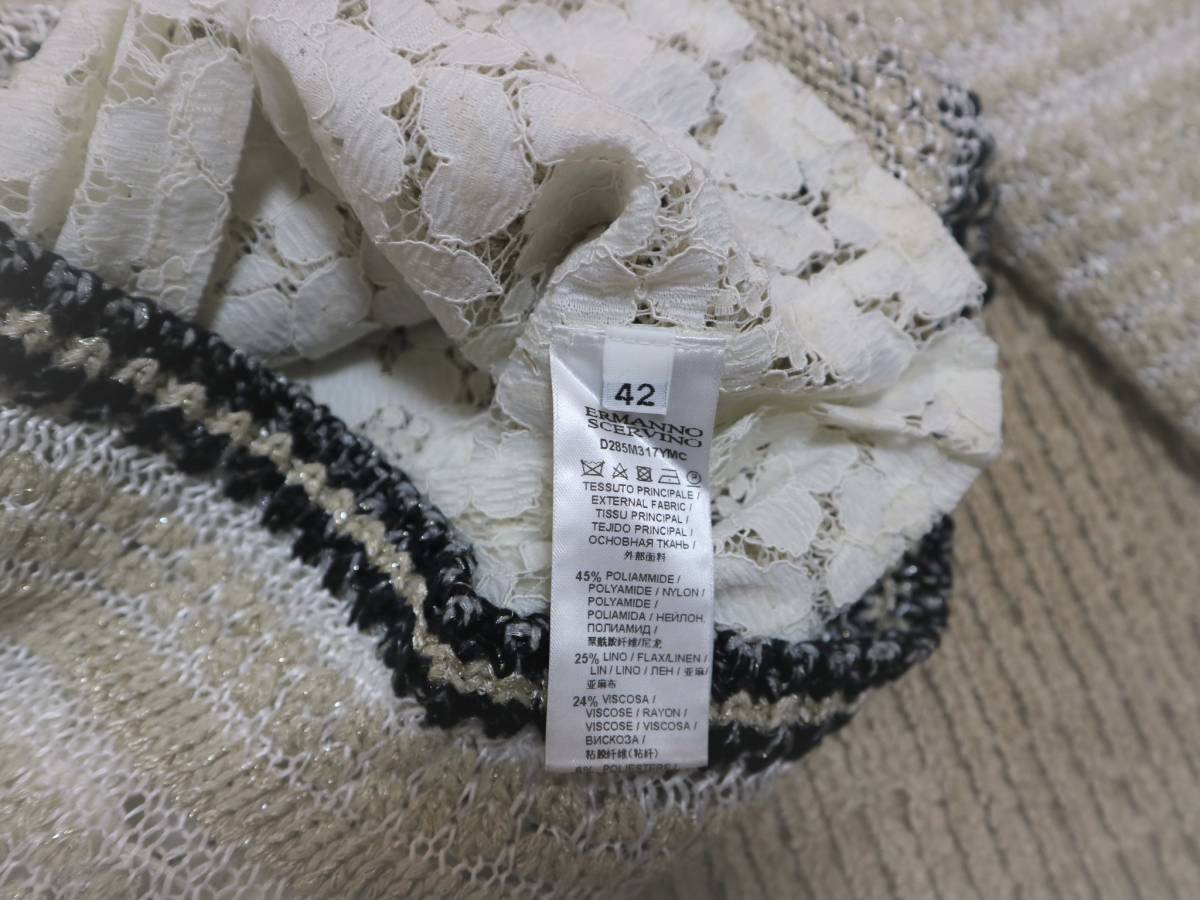 42
ERMANNO
SCERVINO
D285M317YMC
TESSUTO PRINCIPALE /
EXTERNAL FABRIC /
TISSU PRINCIPAL /
TEJIDO PRINCIPAL /
ОСНОВНАЯ ТКАНЬ /
外部面料
45% POLIAMMIDE /
POLYAMIDE / NYLON /
POLYAMIDE /
POLIAMIDA / НЕЙЛОН.
ПОЛИАМИД /
聚酰胺纤维/尼龙
25% LINO / FLAX/LINEN /
LIN / LINO / ЛЕН / 亚麻/
亚麻布
24% VISCOSA /
VISCOSE / RAYON /
VISCOSE / VISCOSA /
ВИСКОЗА /
粘胶纤维(粘纤)
6% POLIESTERE /